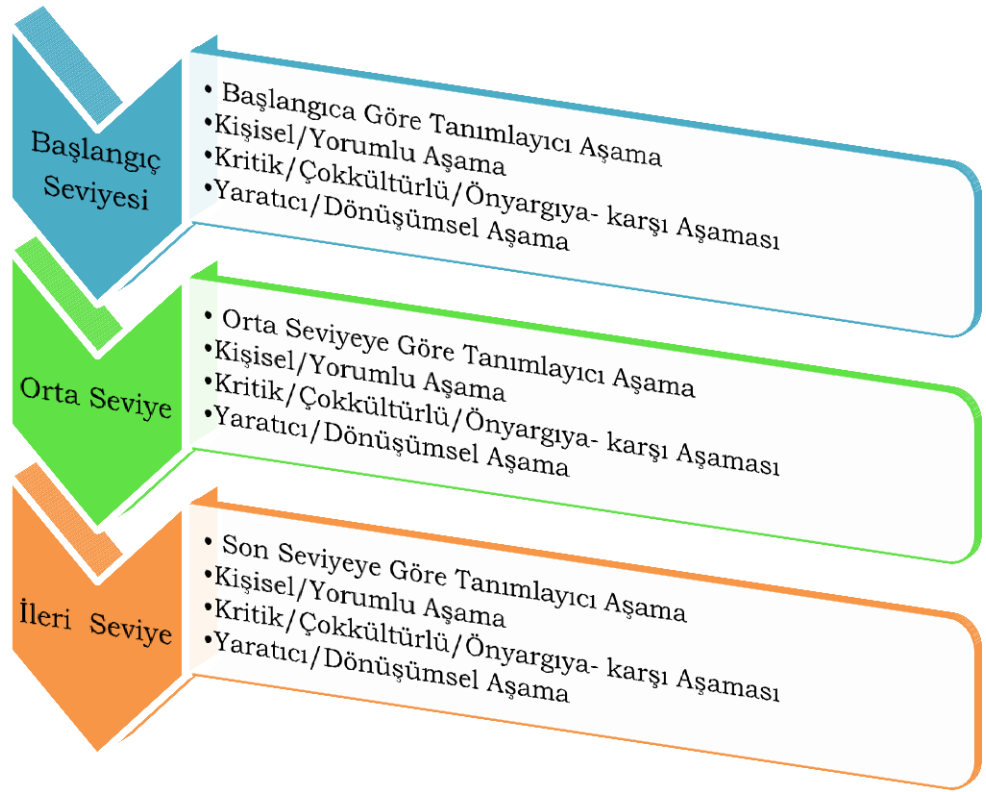 Başlangıç
Seviyesi
• Başlangıca Göre Tanımlayıcı Aşama
•Kişisel/Yorumlu Aşama
•Kritik/Çokkültürlü/Önyargıya- karşı Aşaması
•Yaratıcı/Dönüşümsel Aşama
Orta Seviye
• Orta Seviyeye Göre Tanımlayıcı Aşama
•Kişisel/Yorumlu Aşama
•Kritik/Çokkültürlü/Önyargıya- karşı Aşaması
•Yaratıcı/Dönüşümsel Aşama
İleri Seviye
• Son Seviyeye Göre Tanımlayıcı Aşama
•Kişisel/Yorumlu Aşama
•Kritik/Çokkültürlü/Önyargıya- karşı Aşaması
•Yaratıcı/Dönüşümsel Aşama